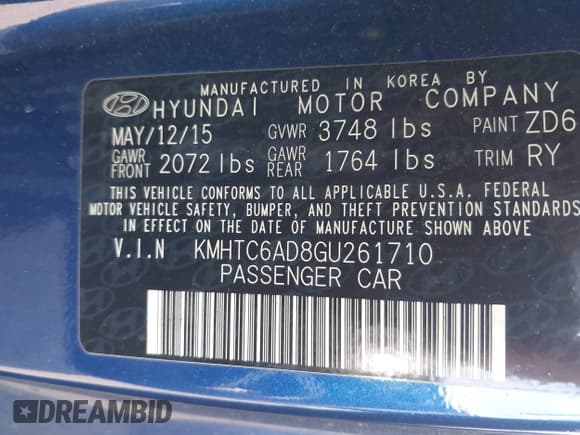 MANUFACTURED IN KOREA BY
HYUNDAI MOTOR COMPANY
MAY/12/15 GVWR 3748 lbs PAINT ZD6
GAWR FRONT 2072 lbs GAWR REAR 1764 lbs TRIM RY
THIS VEHICLE CONFORMS TO ALL APPLICABLE U.S.A. FEDERAL
MOTOR VEHICLE SAFETY, BUMPER, AND THEFT PREVENTION STANDARDS
IN EFFECT ON THE DATE OF MANUFACTURE SHOWN ABOVE
V.I.N KMHTC6AD8GU261710
PASSENGER CAR
DREAMBID